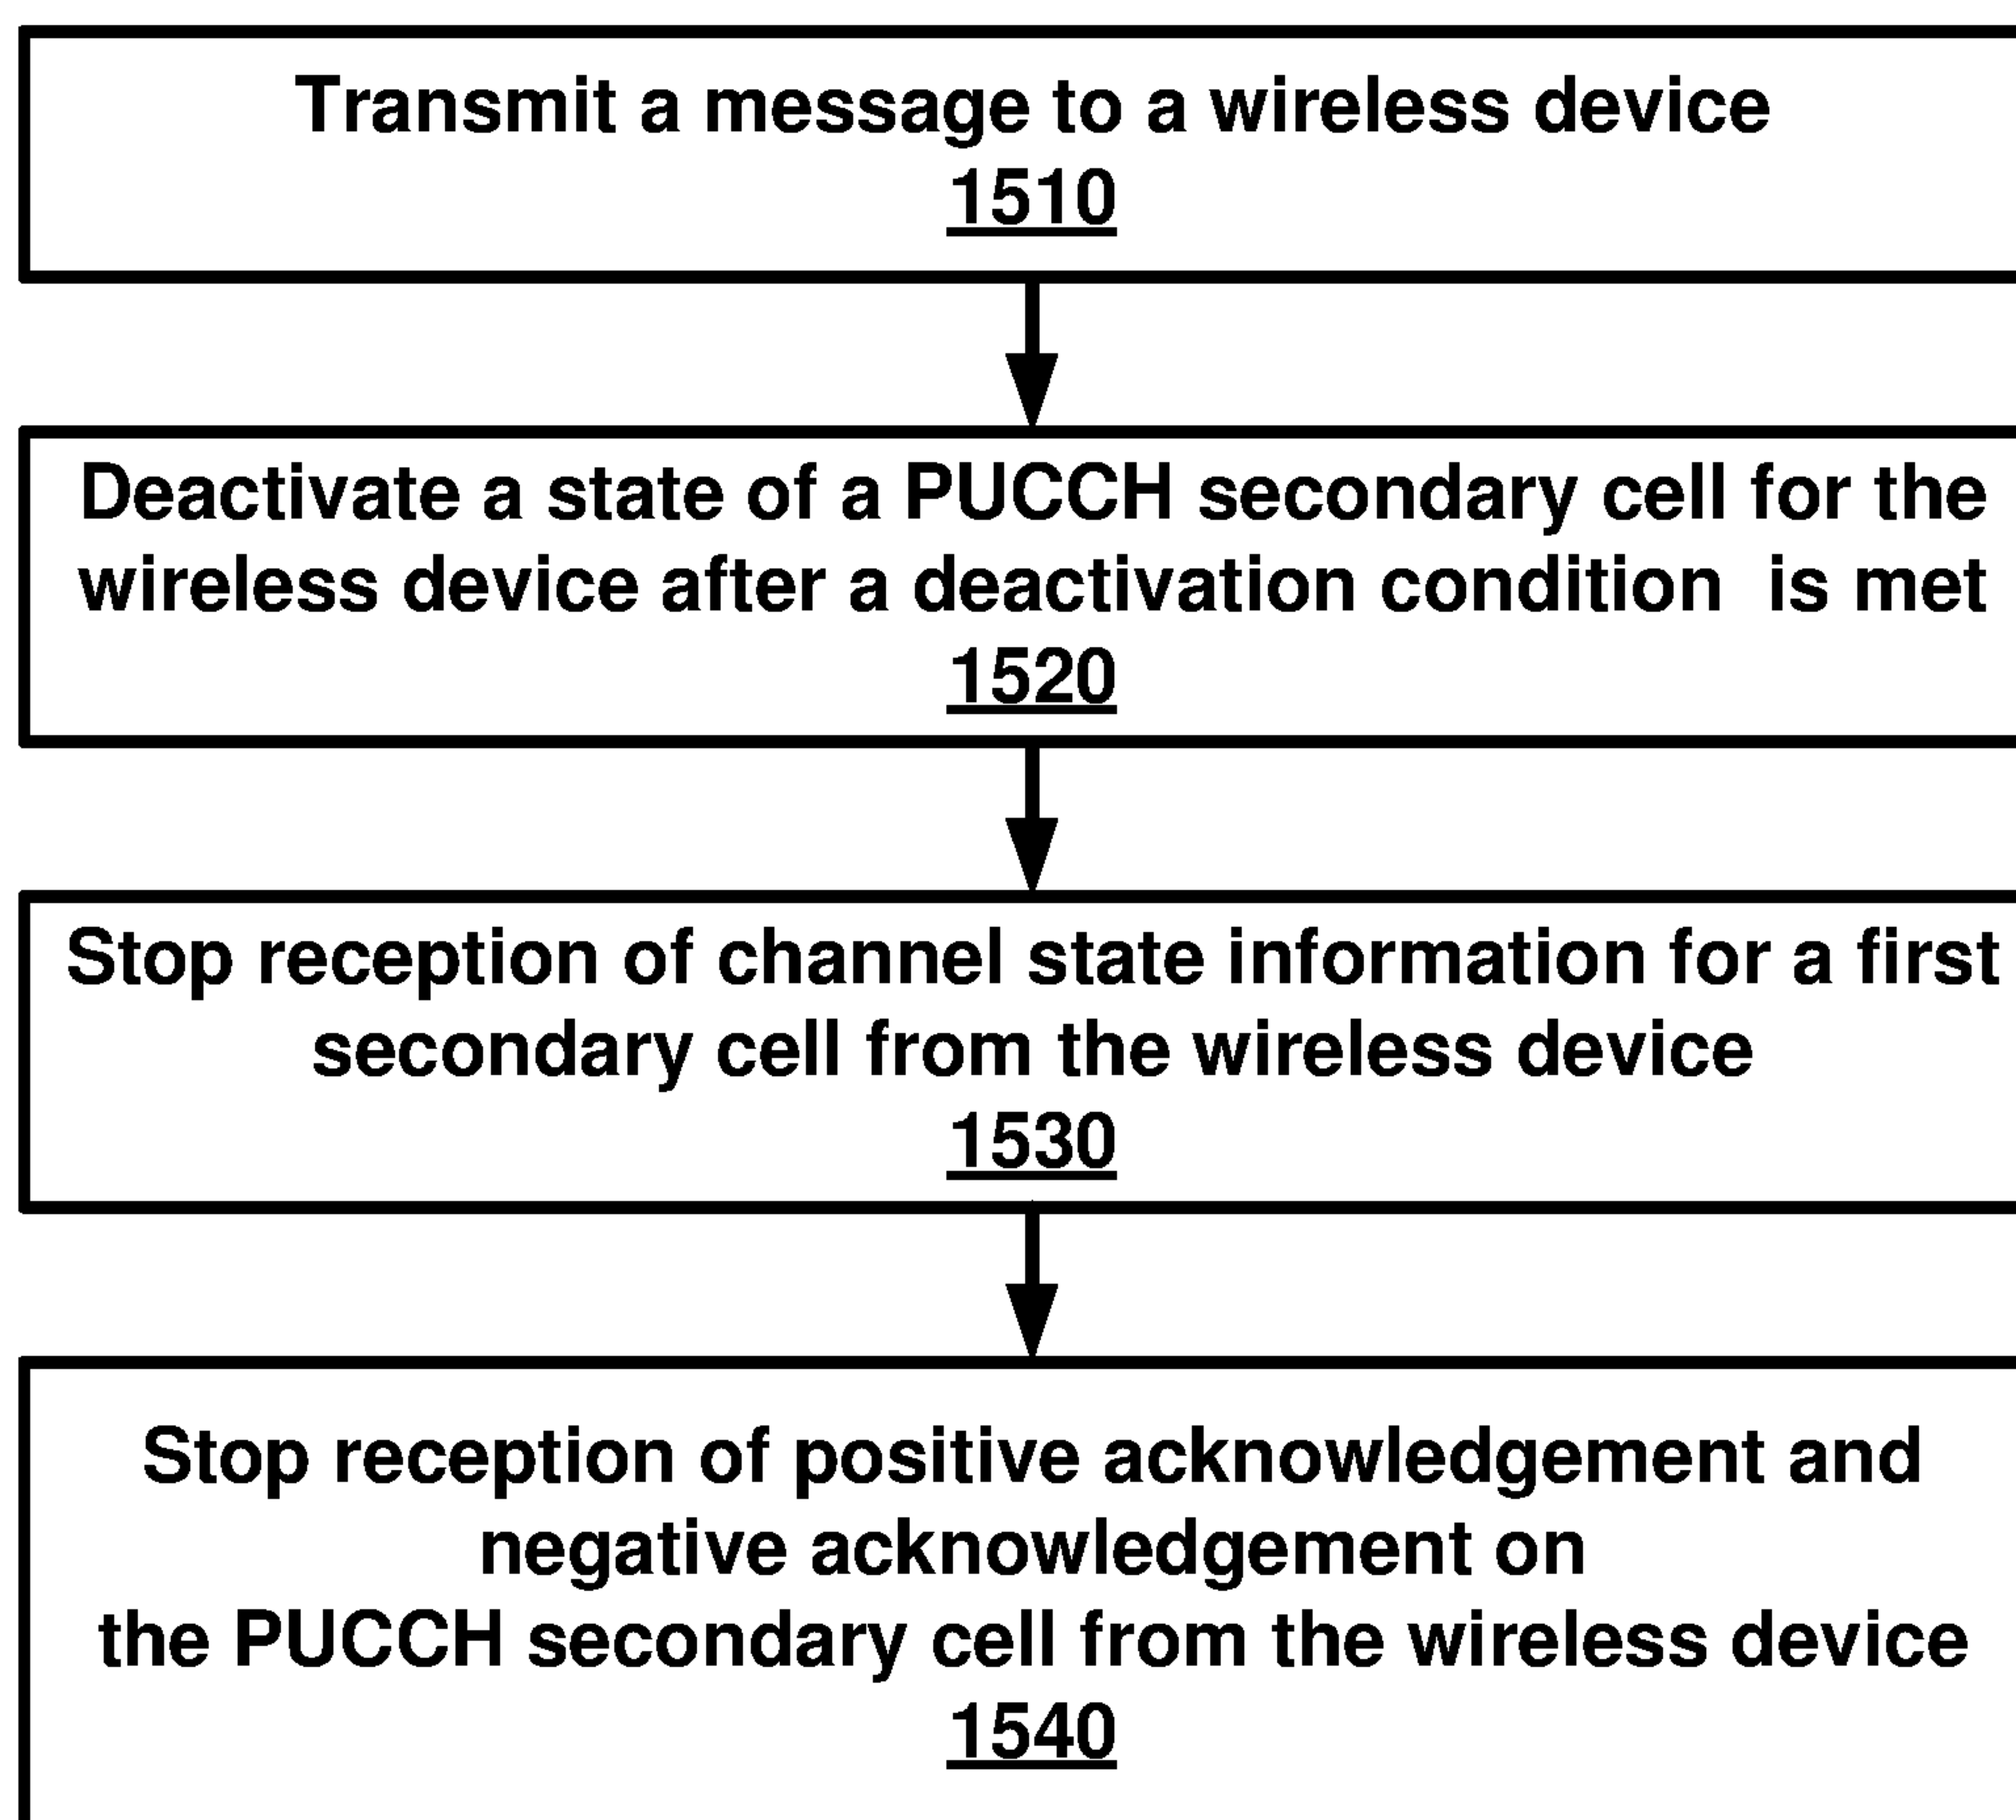 Transmit a message to a wireless device
1510
Deactivate a state of a PUCCH secondary cell for the
wireless device after a deactivation condition  is met
1520
Stop reception of channel state information for a first
secondary cell from the wireless device
1530
Stop reception of positive acknowledgement and
negative acknowledgement on
the PUCCH secondary cell from the wireless device
1540